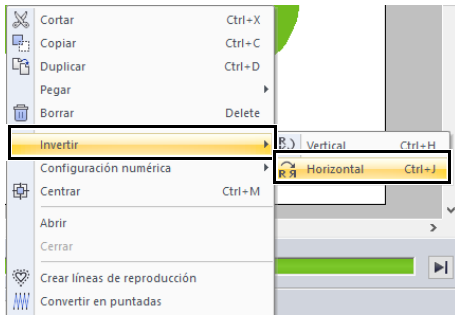 Cortar Ctrl+X
Copiar Ctrl+C
Duplicar Ctrl+D
Pegar
Borrar Delete
Invertir
Vertical Ctrl+H
Configuración numérica
Horizontal Ctrl+J
Centrar Ctrl+M
Abrir
Cerrar
Crear líneas de reproducción
Convertir en puntadas